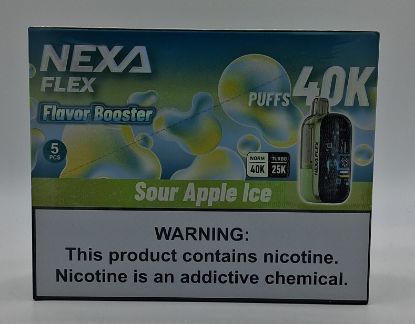 NEXA
FLEX
Flavor Booster
PUFFS 40K
5
PCS
NORM
40K
TURBO
25K
Sour Apple Ice
WARNING:
This product contains nicotine.
Nicotine is an addictive chemical.